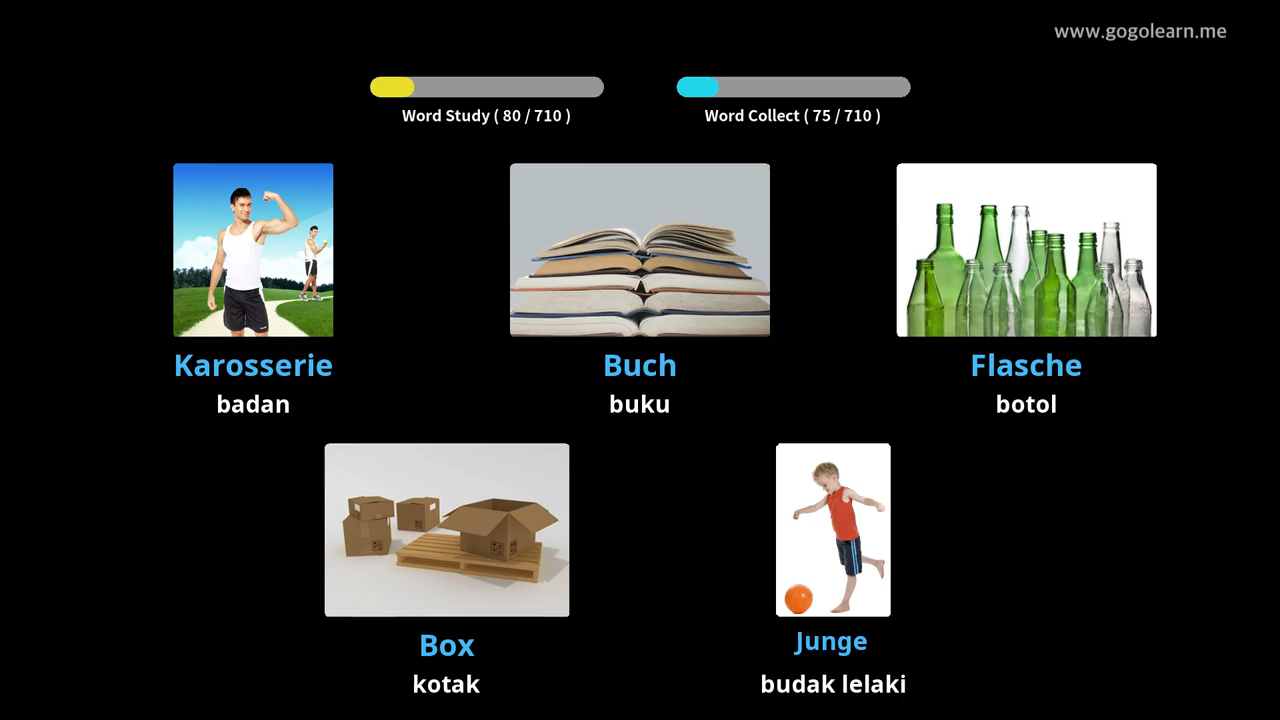 www.gogolearn.me
Word Study ( 80 / 710 )
Word Collect ( 75 / 710 )
Karosserie
badan
Buch
buku
Flasche
botol
Box
kotak
Junge
budak lelaki